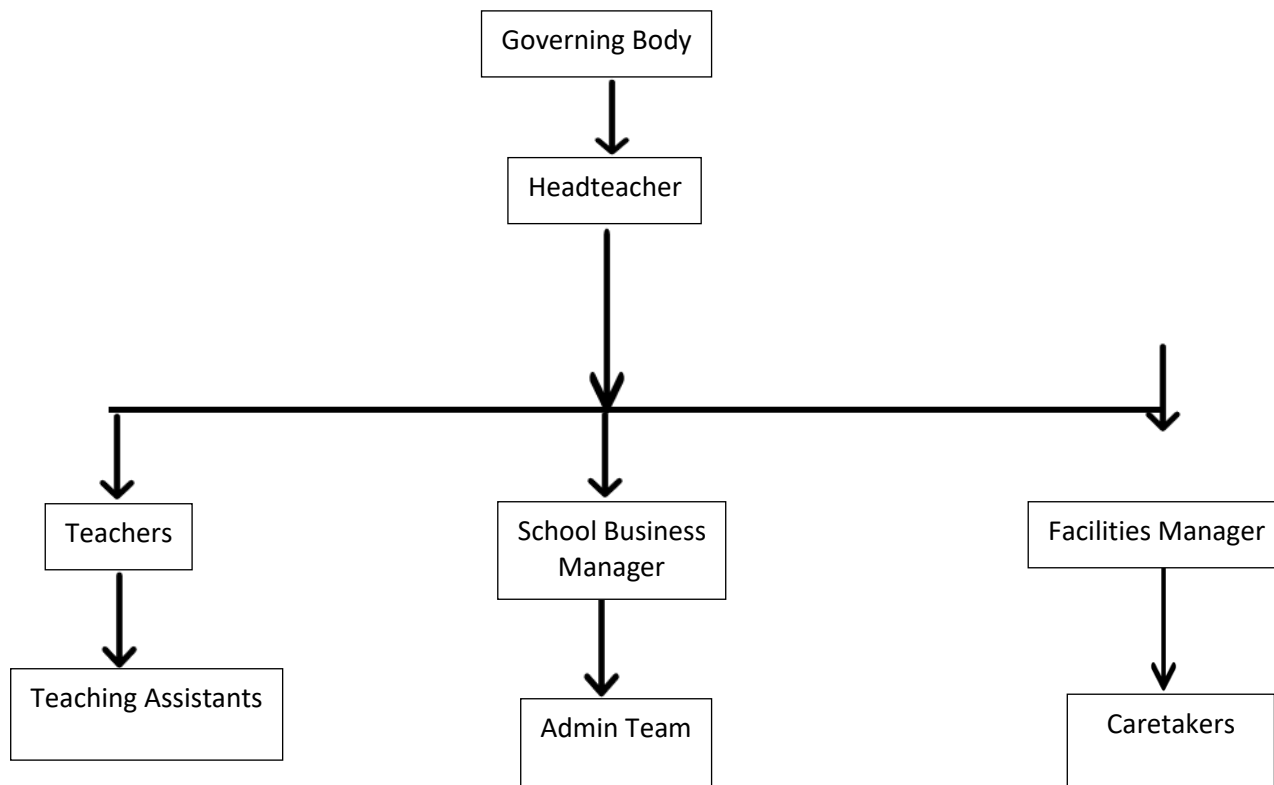 Governing Body
Headteacher
Teachers
School Business
Manager
Facilities Manager
Teaching Assistants
Admin Team
Caretakers